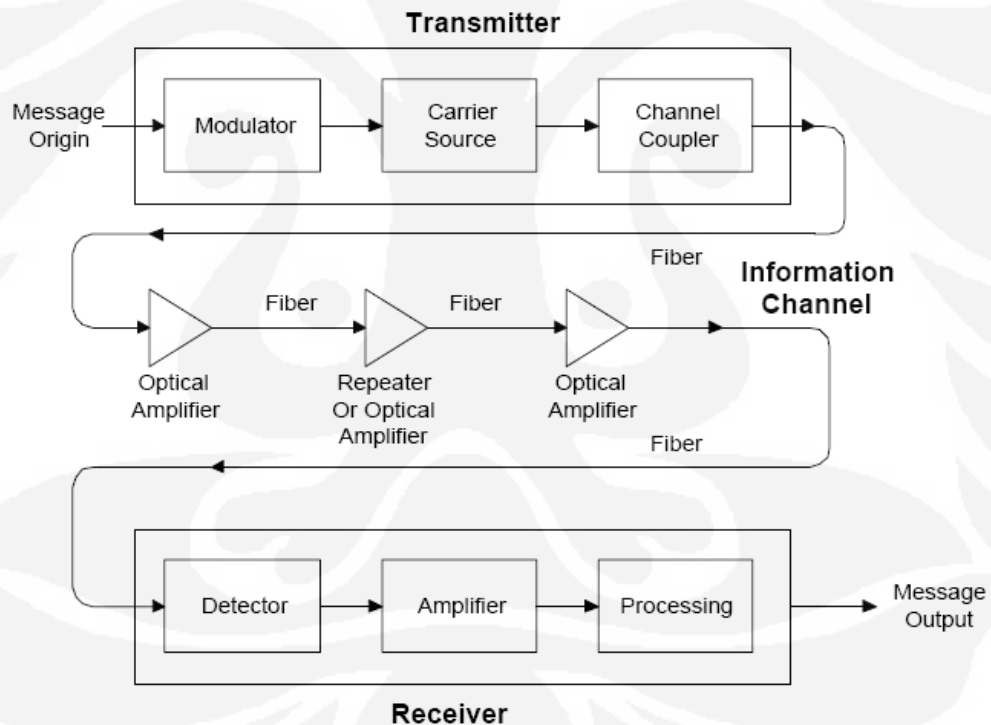 Transmitter
Message
Origin
Modulator
Carrier
Source
Channel
Coupler
Fiber
Information
Channel
Fiber
Fiber
Optical
Amplifier
Repeater
Or Optical
Amplifier
Optical
Amplifier
Fiber
Detector
Amplifier
Processing
Message
Output
Receiver